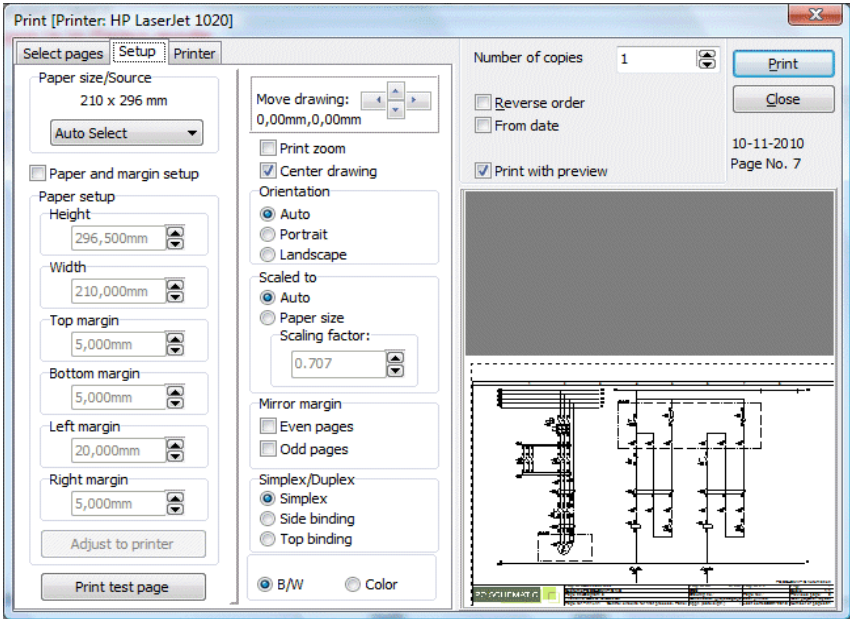 Print [Printer: HP LaserJet 1020]
Select pages
Setup
Printer
Paper size/Source
210 x 296 mm
Auto Select
Paper and margin setup
Paper setup
Height
296,500mm
Width
210,000mm
Top margin
5,000mm
Bottom margin
5,000mm
Left margin
20,000mm
Right margin
5,000mm
Adjust to printer
Print test page
Move drawing:
0,00mm,0,00mm
Print zoom
Center drawing
Orientation
Auto
Portrait
Landscape
Scaled to
Auto
Paper size
Scaling factor:
0.707
Mirror margin
Even pages
Odd pages
Simplex/Duplex
Simplex
Side binding
Top binding
B/W
Color
Number of copies
1
Reverse order
From date
Print with preview
Print
Close
10-11-2010
Page No. 7
PC SCHEMATIC